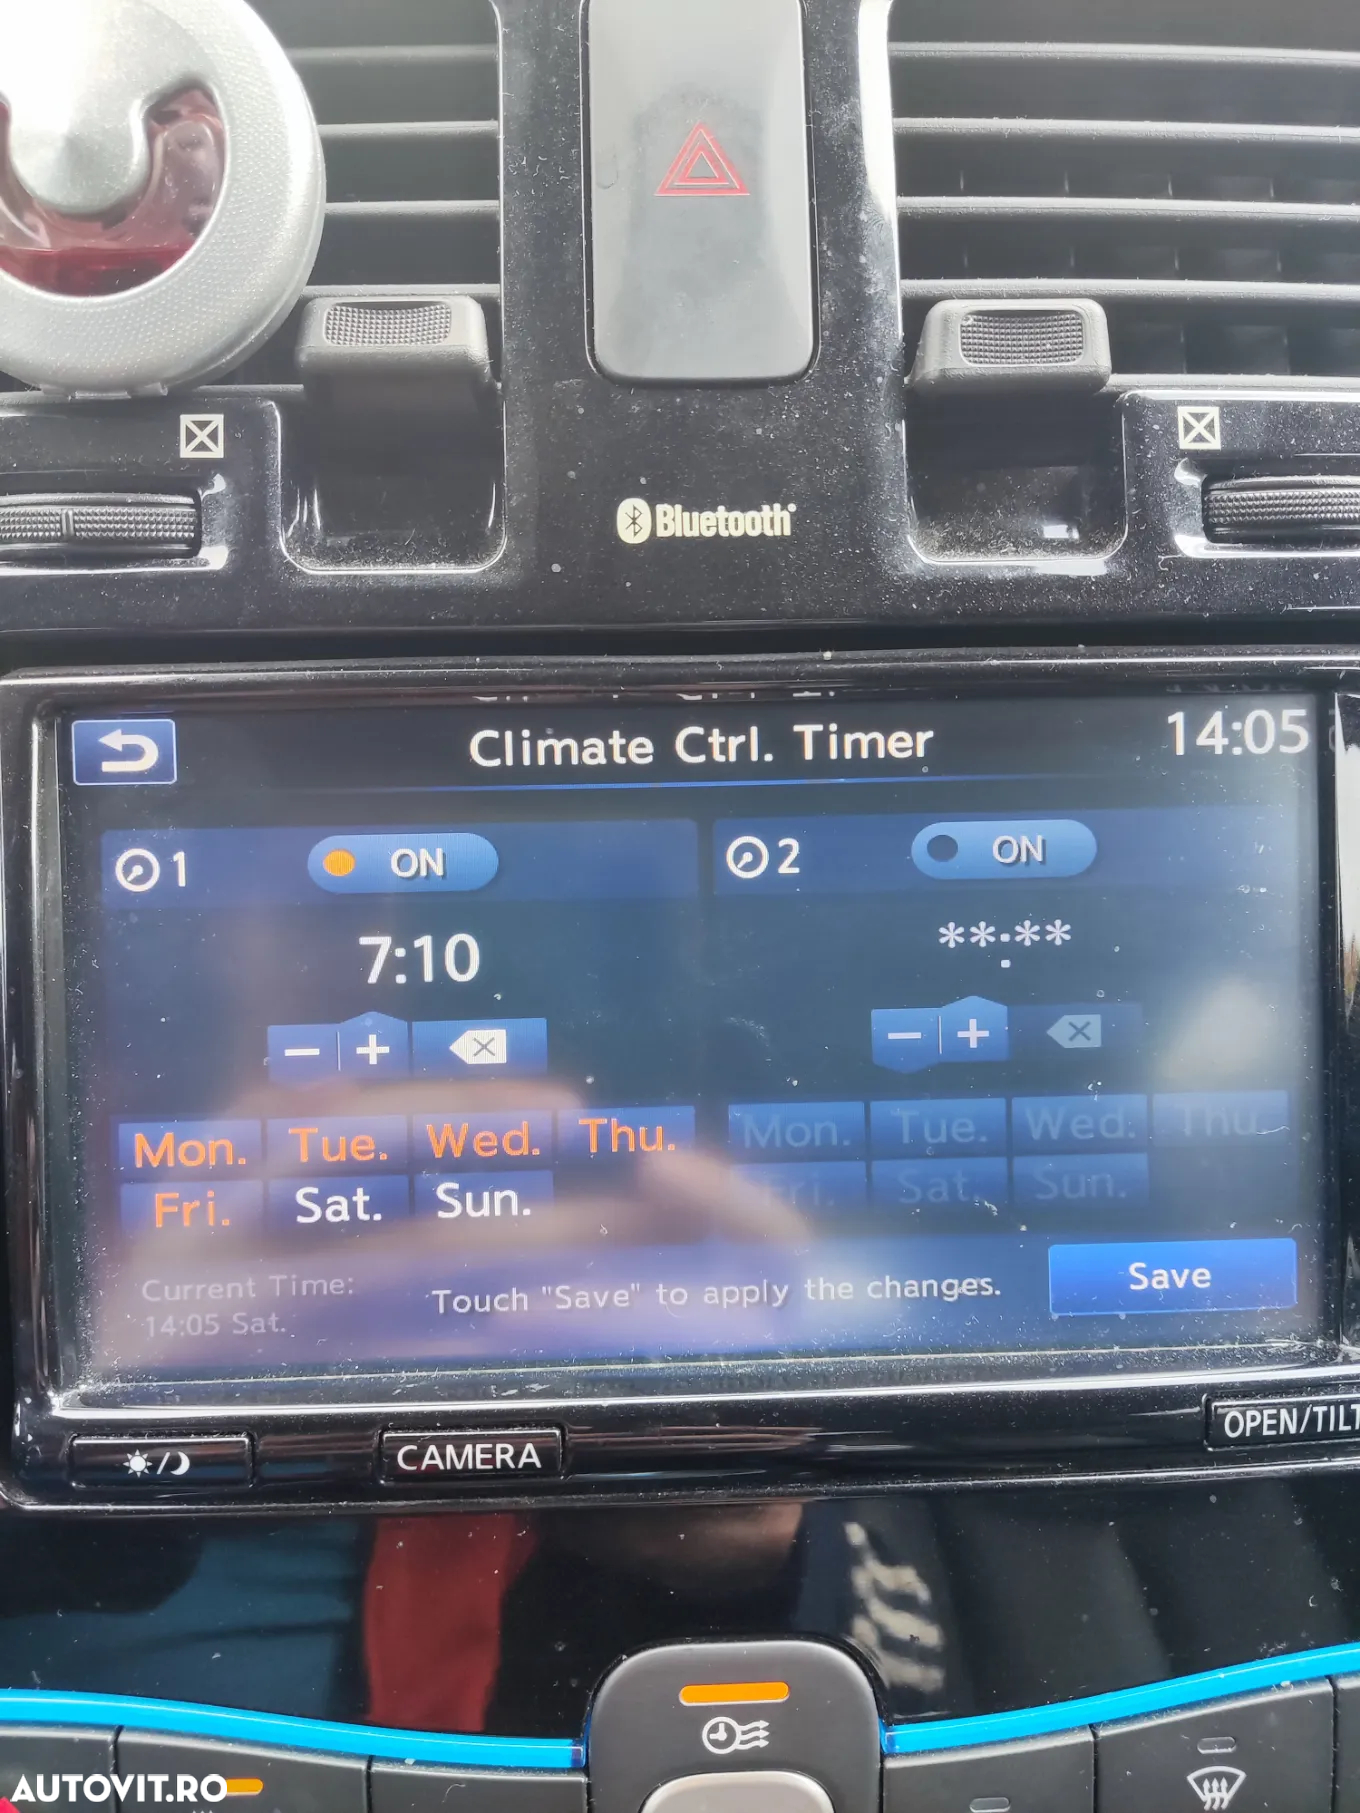 Bluetooth
Climate Ctrl. Timer 14:05
1 ON
2 ON
7:10
**:**
− +
− +
Mon. Tue. Wed. Thu.
Fri. Sat. Sun.
Mon. Tue. Wed. Thu.
Fri. Sat. Sun.
Current Time:
14:05 Sat.
Touch "Save" to apply the changes.
Save
CAMERA
OPEN/TILT
AUTOVIT.RO